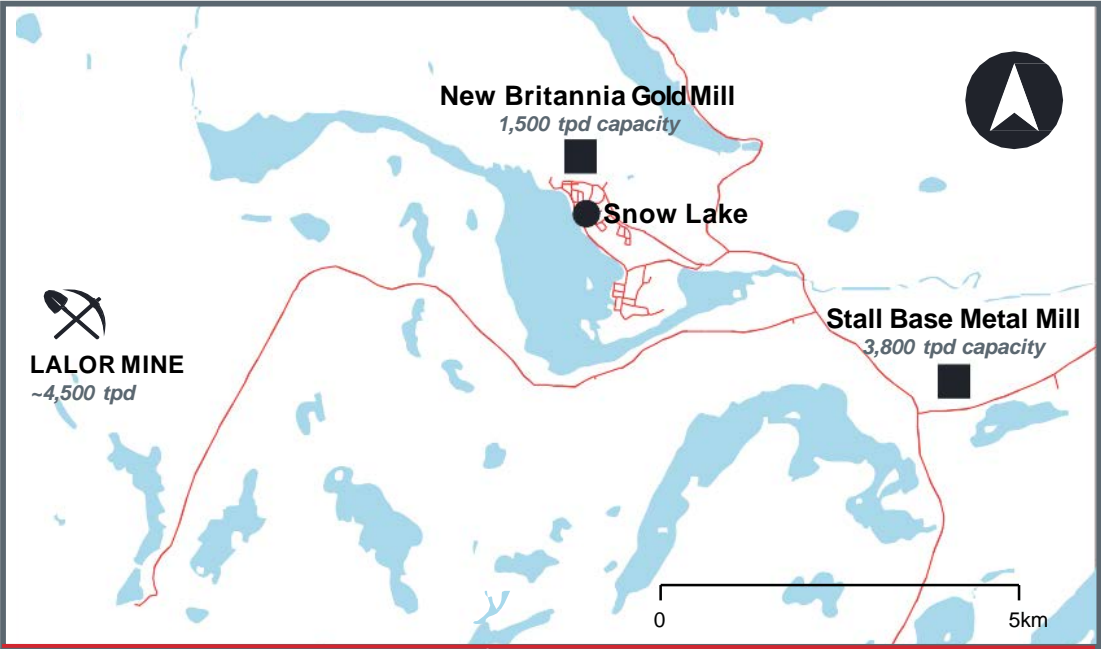 New Britannia Gold Mill
1,500 tpd capacity
Snow Lake
LALOR MINE
~4,500 tpd
Stall Base Metal Mill
3,800 tpd capacity
0
5km